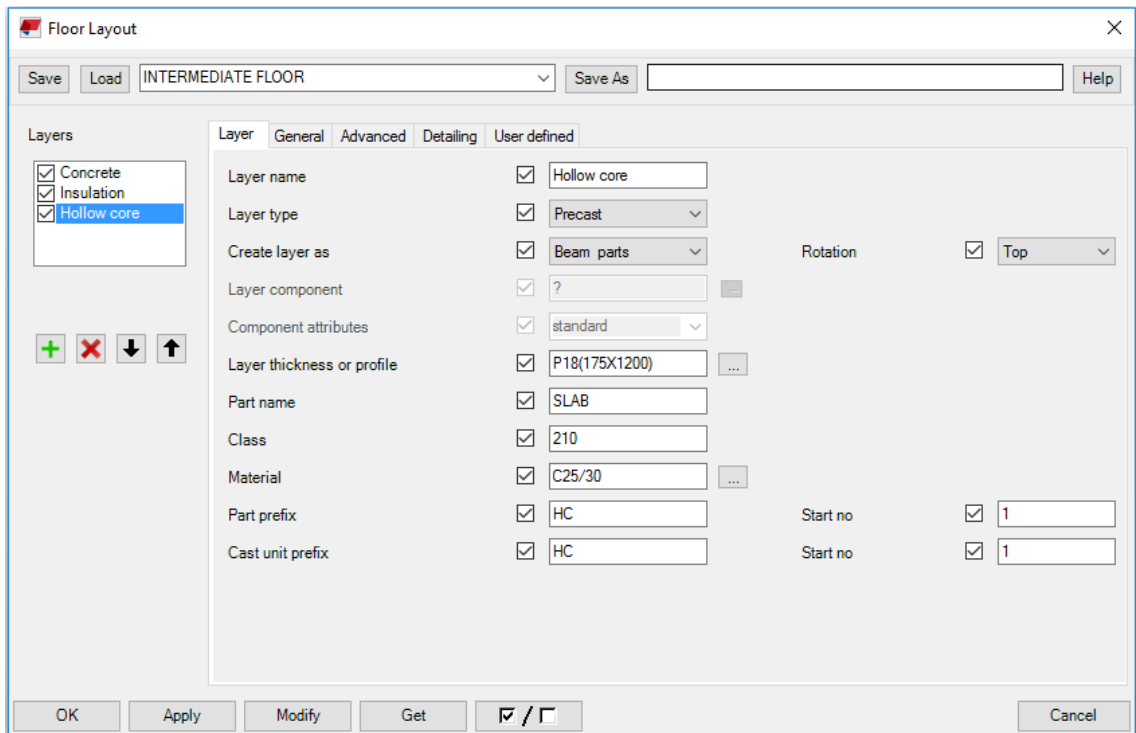 Floor Layout
Save Load INTERMEDIATE FLOOR Save As Help
Layers
Concrete
Insulation
Hollow core
Layer General Advanced Detailing User defined
Layer name Hollow core
Layer type Precast
Create layer as Beam parts Rotation Top
Layer component ? ...
Component attributes standard
Layer thickness or profile P18(175X1200) ...
Part name SLAB
Class 210
Material C25/30 ...
Part prefix HC Start no 1
Cast unit prefix HC Start no 1
OK Apply Modify Get / Cancel